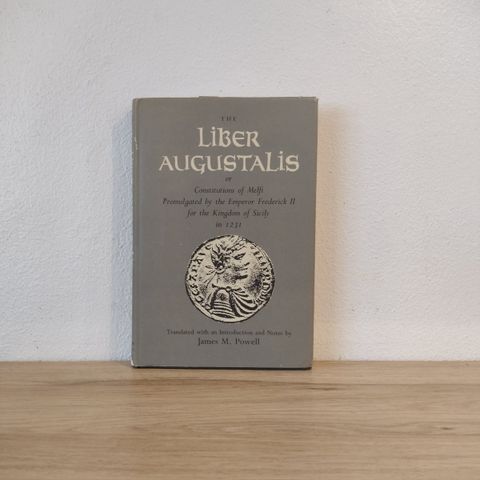 THE
LIBER
AUGUSTALIS
or
Constitutions of Melfi
Promulgated by the Emperor Frederick II
for the Kingdom of Sicily
in 1231
Translated with an Introduction and Notes by
James M. Powell